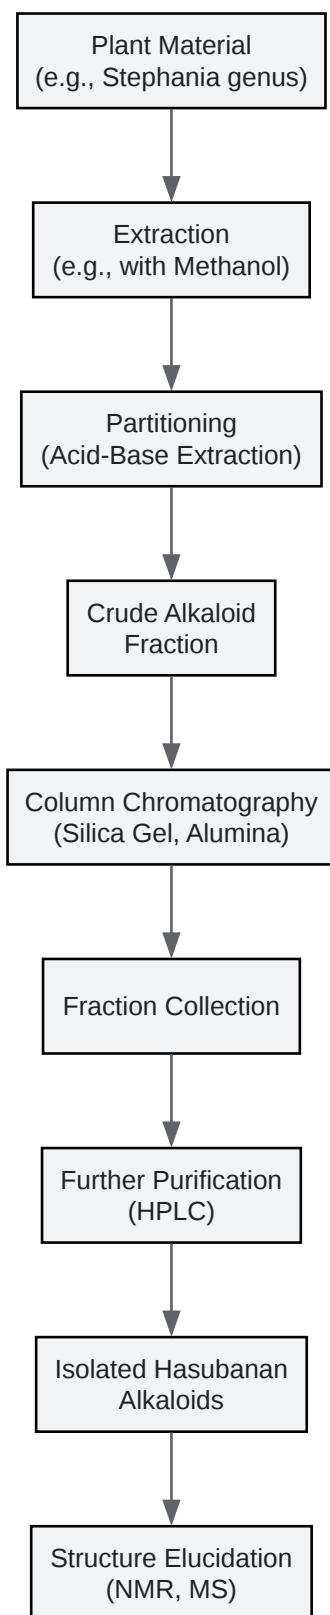 Plant Material
(e.g., Stephania genus)
Extraction
(e.g., with Methanol)
Partitioning
(Acid-Base Extraction)
Crude Alkaloid
Fraction
Column Chromatography
(Silica Gel, Alumina)
Fraction Collection
Further Purification
(HPLC)
Isolated Hasubanan
Alkaloids
Structure Elucidation
(NMR, MS)